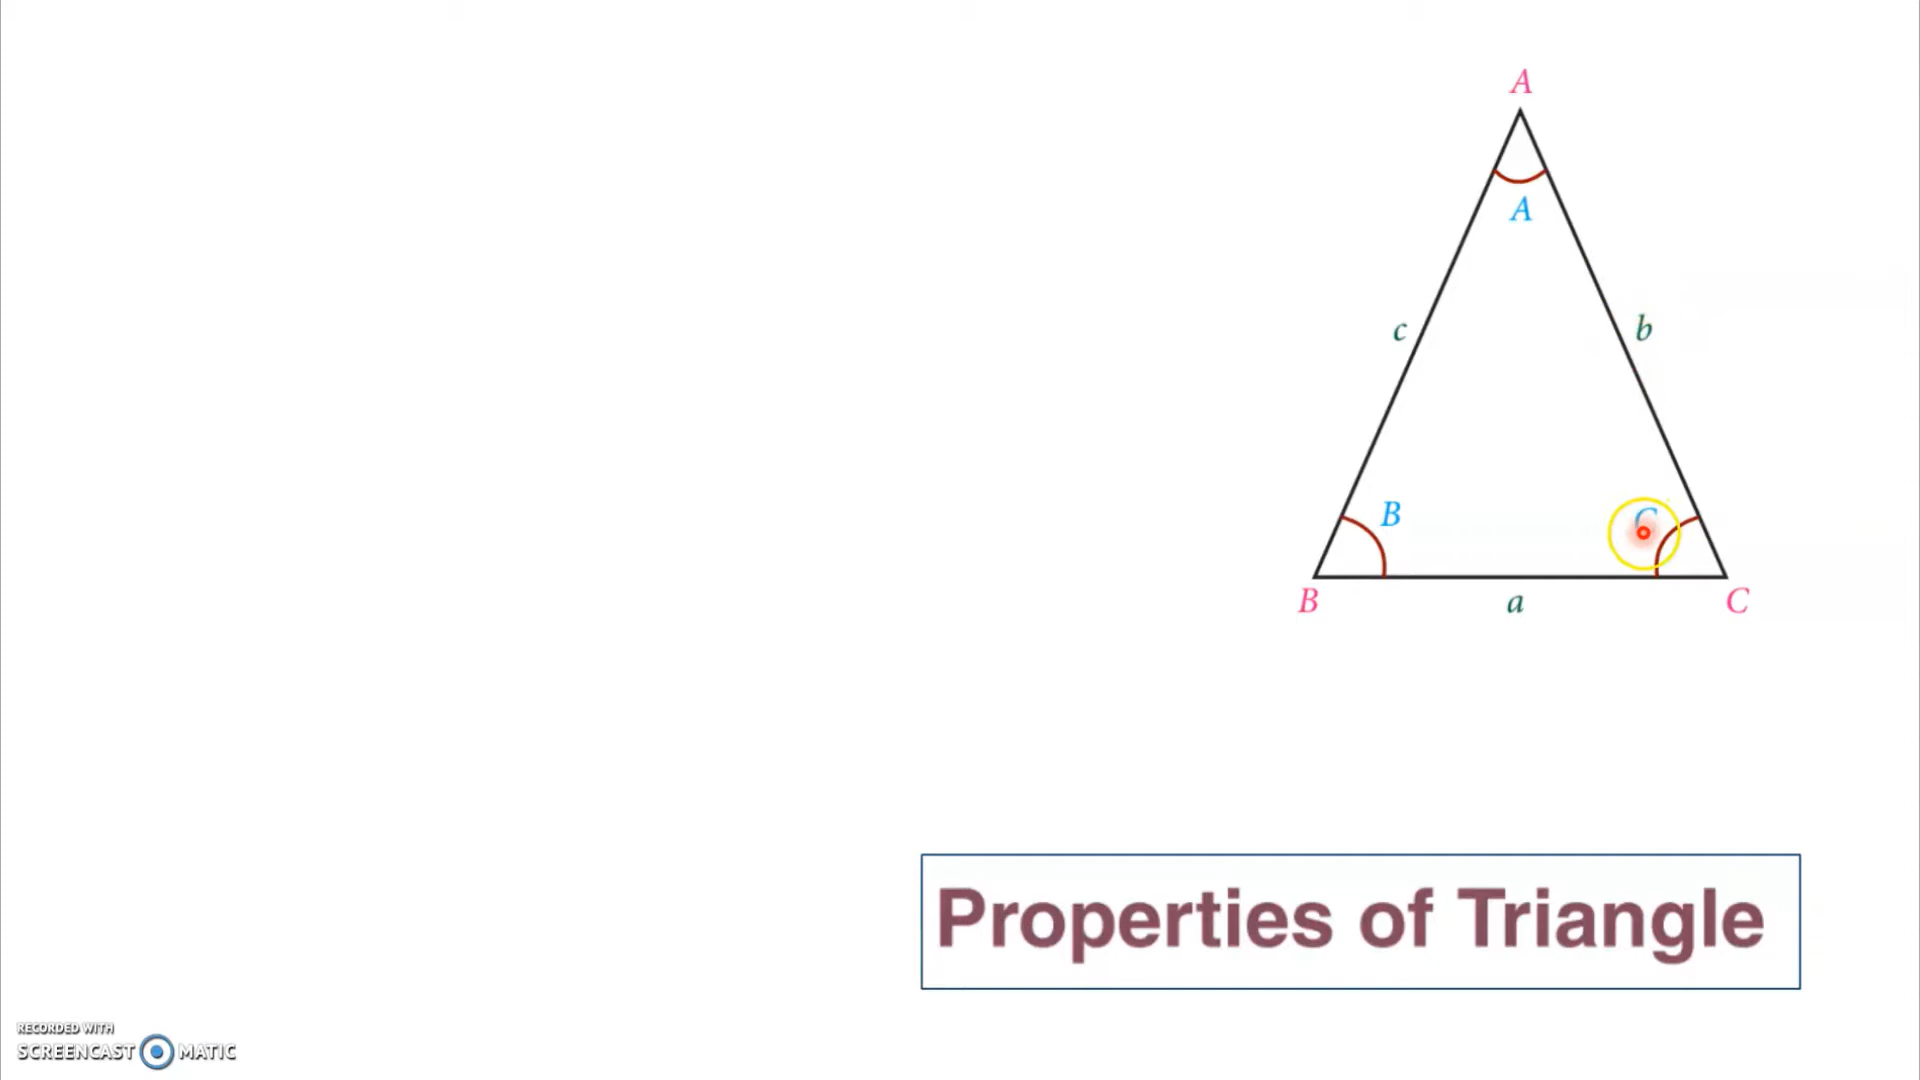 A
A
c
b
B
C
B
a
C
Properties of Triangle
RECORDED WITH
SCREENCAST MATIC